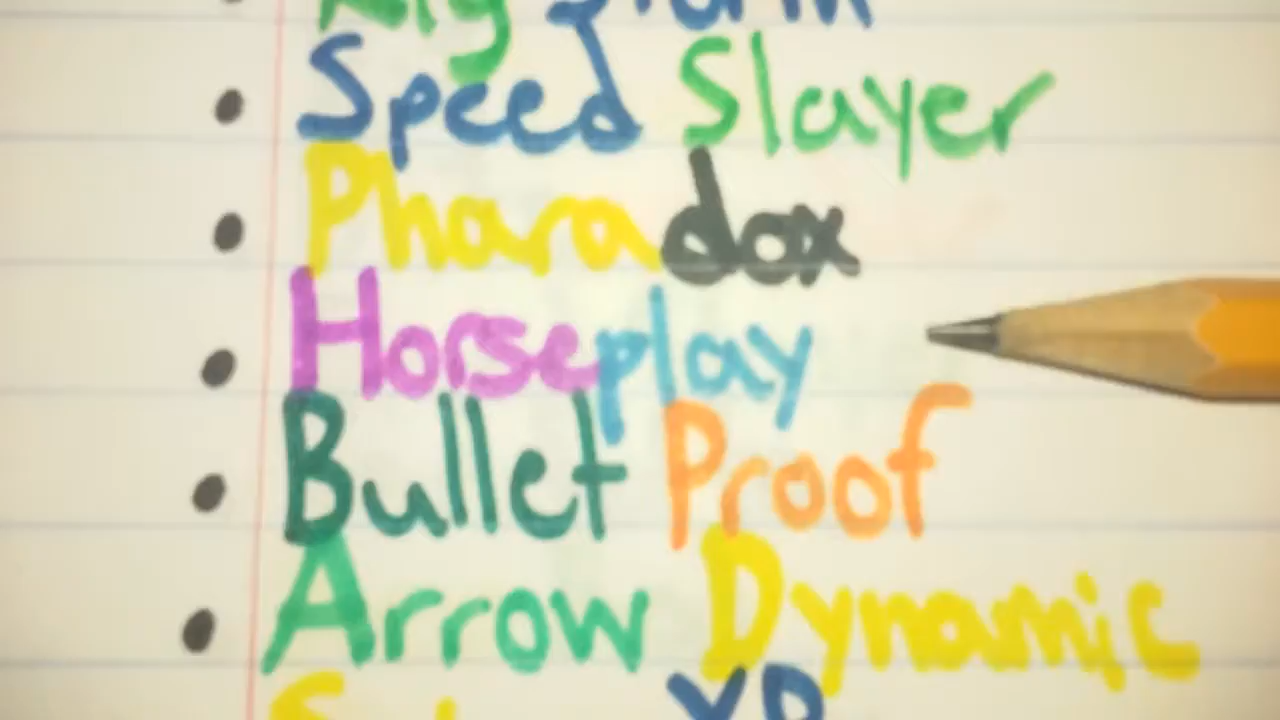 Speed Slayer
Pharadox
Horseplay
Bullet Proof
Arrow Dynamic